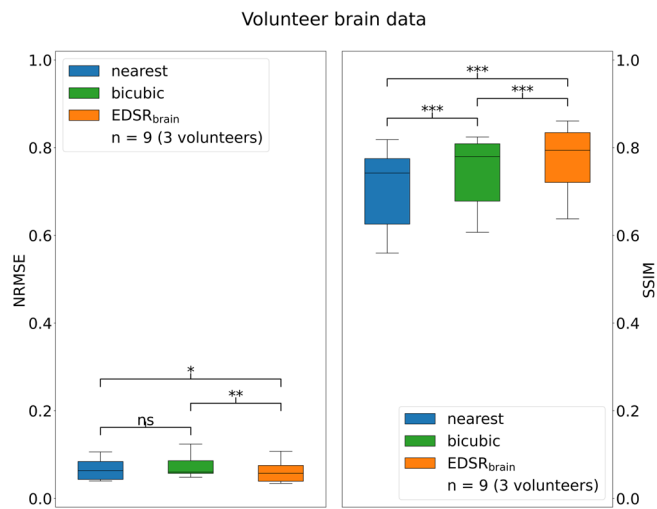 Volunteer brain data
1.0
0.8
0.6
0.4
0.2
0.0
NRMSE
nearest
bicubic
EDSRbrain
n = 9 (3 volunteers)
*
**
ns
***
***
***
nearest
bicubic
EDSRbrain
n = 9 (3 volunteers)
1.0
0.8
0.6
0.4
0.2
0.0
SSIM